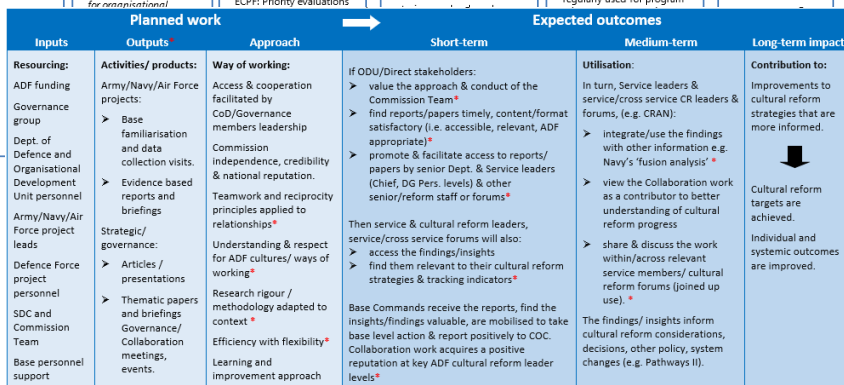 for organisational
ECPF: Priority evaluations
regularly used for program
Planned work
Expected outcomes
Inputs
Outputs*
Approach
Short-term
Medium-term
Long-term impact
Resourcing:
ADF funding
Governance
group
Dept. of
Defence and
Organisational
Development
Unit personnel
Army/Navy/Air
Force project
leads
Defence Force
project
personnel
SDC and
Commission
Team
Base personnel
support
Activities/ products:
Army/Navy/Air Force
projects:
➢ Base
familiarisation
and data
collection visits.
➢ Evidence based
reports and
briefings
Strategic/
governance:
➢ Articles /
presentations
➢ Thematic papers
and briefings
Governance/
Collaboration
meetings,
events.
Way of working:
Access & cooperation
facilitated by
CoD/Governance
members leadership
Commission
independence, credibility
& national reputation.
Teamwork and reciprocity
principles applied to
relationships*
Understanding & respect
for ADF cultures/ ways of
working*
Research rigour /
methodology adapted to
context *
Efficiency with flexibility*
Learning and
improvement approach
If ODU/Direct stakeholders:
➢ value the approach & conduct of the
Commission Team*
➢ find reports/papers timely, content/format
satisfactory (i.e. accessible, relevant, ADF
appropriate)*
➢ promote & facilitate access to reports/
papers by senior Dept. & Service leaders
(Chief, DG Pers. levels) & other
senior/reform staff or forums*
Then service & cultural reform leaders,
service/cross service forums will also:
➢ access the findings/insights
➢ find them relevant to their cultural reform
strategies & tracking indicators*
Base Commands receive the reports, find the
insights/findings valuable, are mobilised to take
base level action & report positively to COC.
Collaboration work acquires a positive
reputation at key ADF cultural reform leader
levels*
Utilisation:
In turn, Service leaders &
service/cross service CR leaders &
forums, (e.g. CRAN):
➢ integrate/use the findings
with other information e.g.
Navy's 'fusion analysis' *
➢ view the Collaboration work
as a contributor to better
understanding of cultural
reform progress
➢ share & discuss the work
within/across relevant
service members/ cultural
reform forums (joined up
use). *
The findings/ insights inform
cultural reform considerations,
decisions, other policy, system
changes (e.g. Pathways II).
Contribution to:
Improvements to
cultural reform
strategies that are
more informed.
Cultural reform
targets are
achieved.
Individual and
systemic outcomes
are improved.